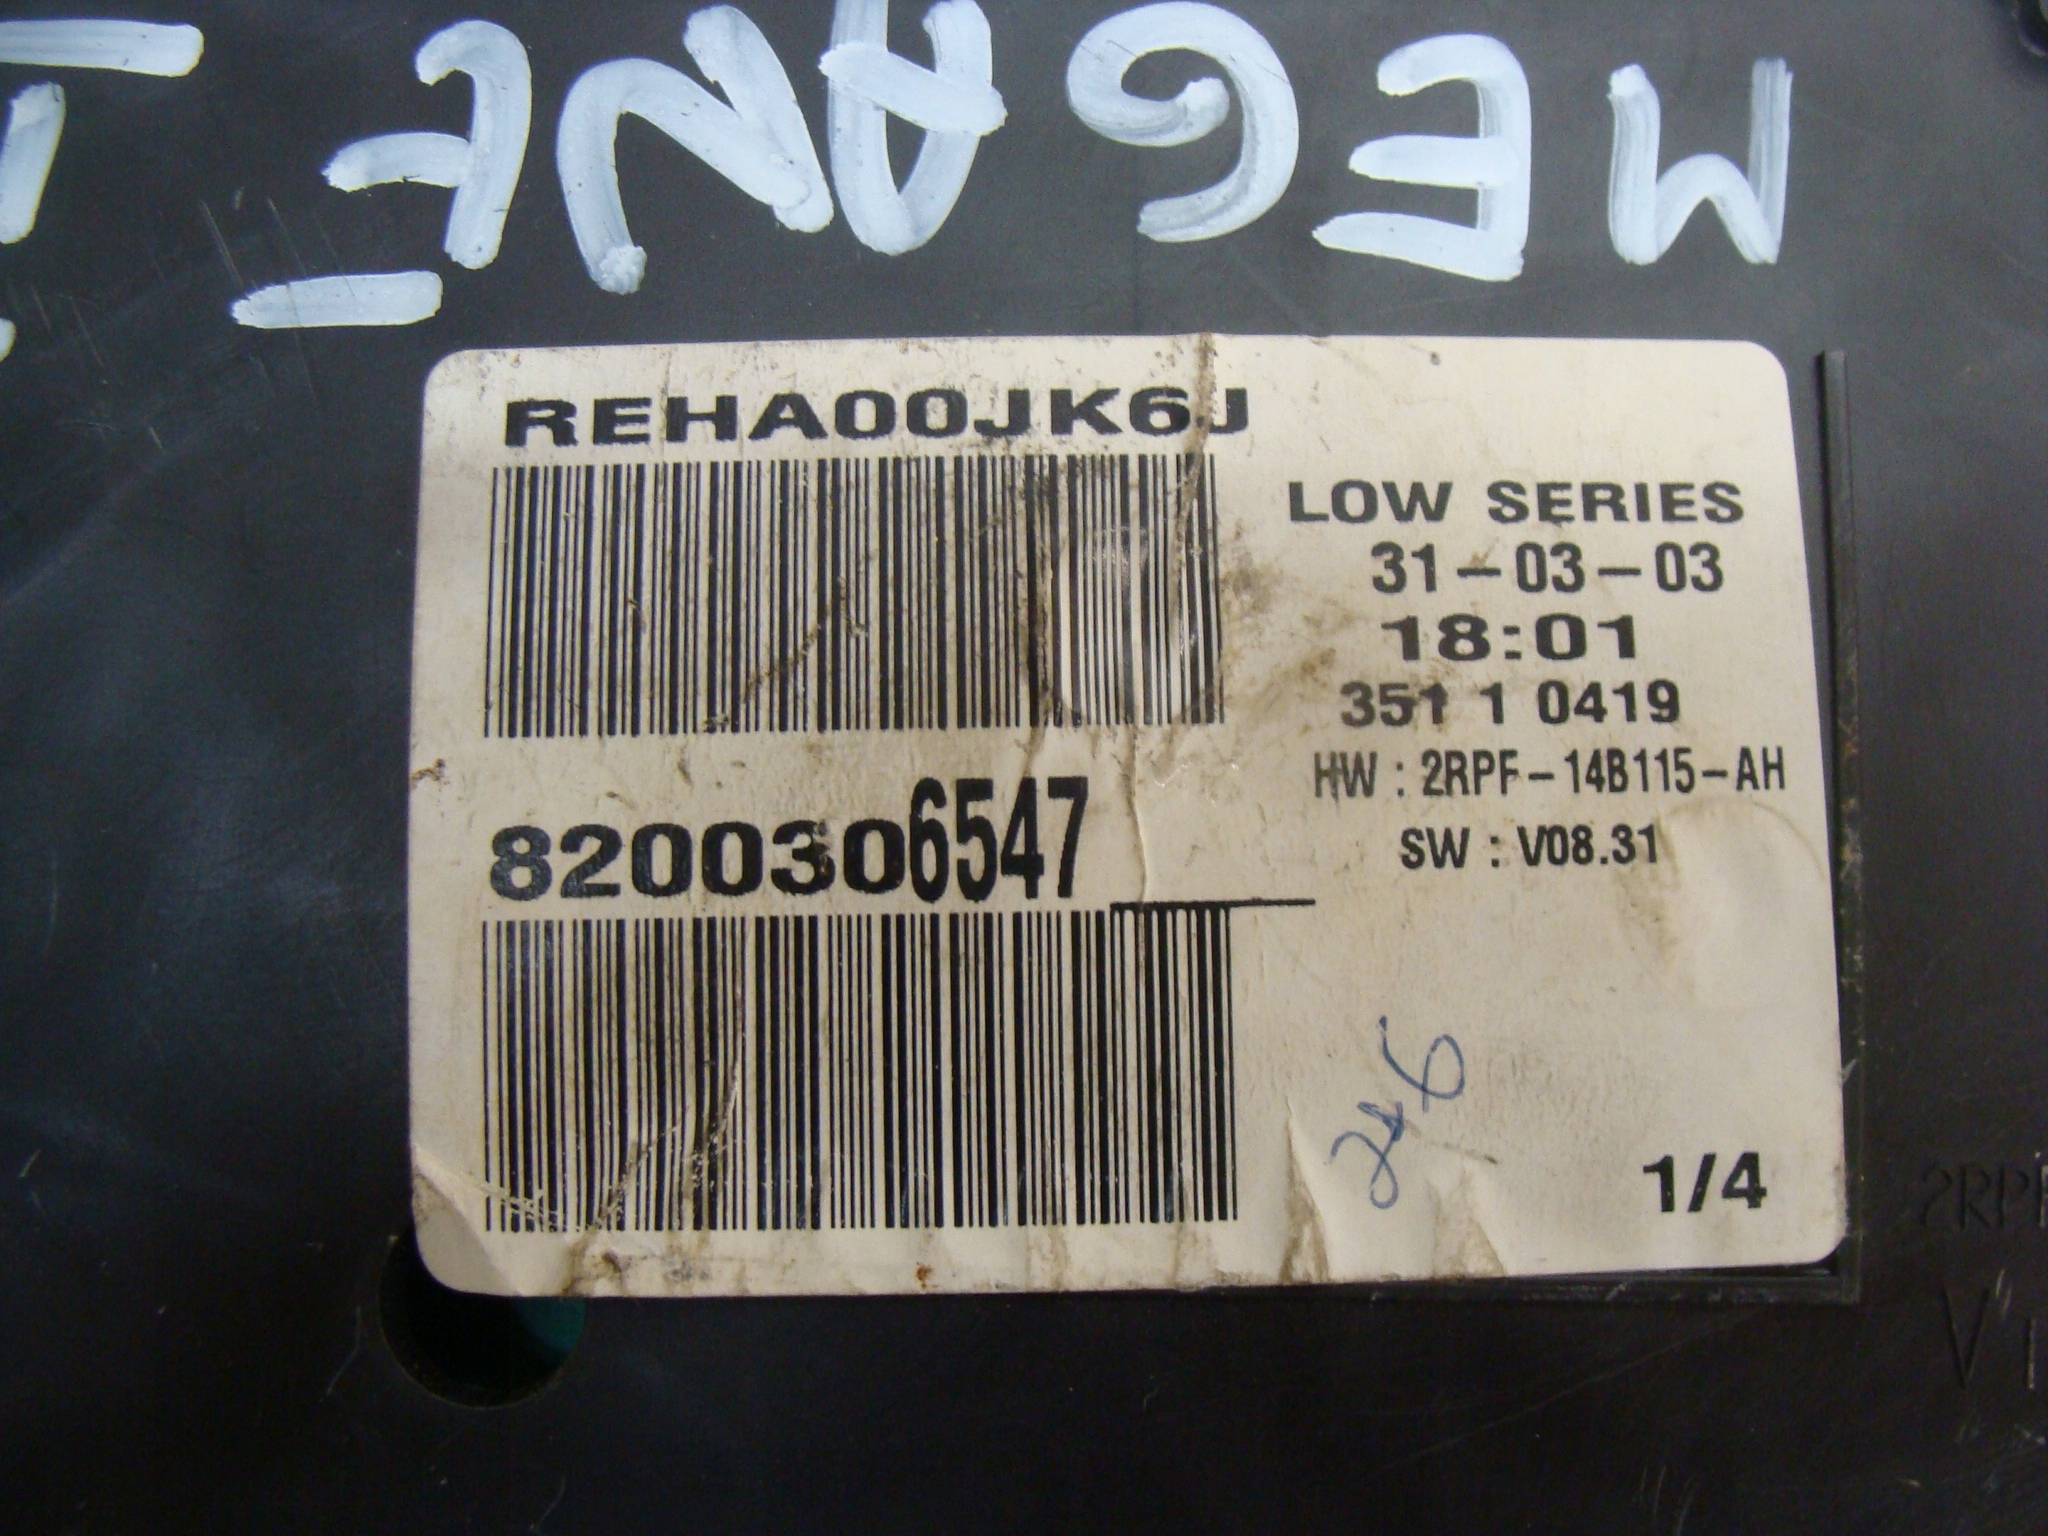 MEGANE
REHA00JK6J
LOW SERIES
31-03-03
18:01
351 1 0419
HW : 2RPF-14B115-AH
SW : V08.31
8200306547
1/4
2RPF